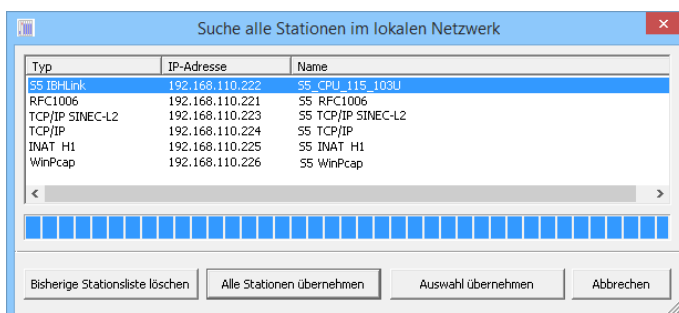 Suche alle Stationen im lokalen Netzwerk
Typ IP-Adresse Name
S5 IBHLink 192.168.110.222 S5_CPU_115_103U
RFC1006 192.168.110.221 S5 RFC1006
TCP/IP SINEC-L2 192.168.110.223 S5 TCP/IP SINEC-L2
TCP/IP 192.168.110.224 S5 TCP/IP
INAT H1 192.168.110.225 S5 INAT H1
WinPcap 192.168.110.226 S5 WinPcap
Bisherige Stationsliste löschen Alle Stationen übernehmen Auswahl übernehmen Abbrechen